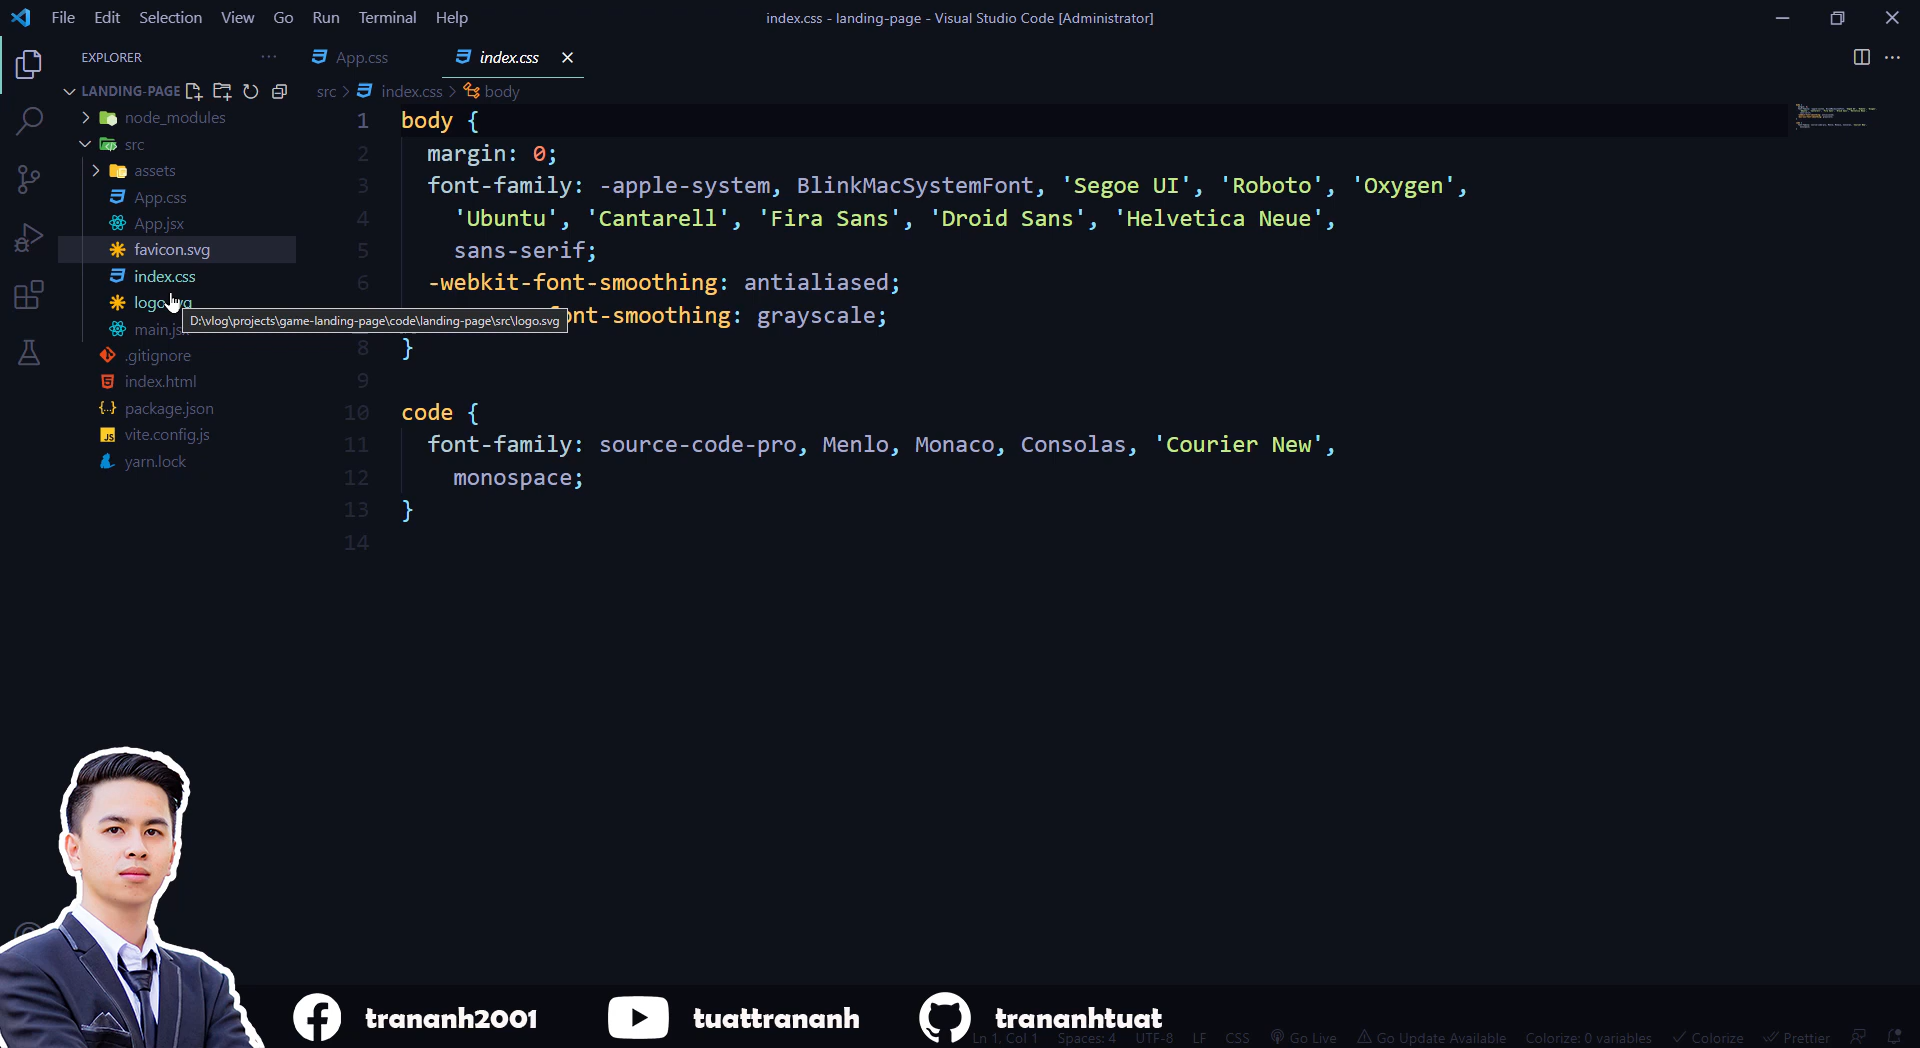 File Edit Selection View Go Run Terminal Help
index.css - landing-page - Visual Studio Code [Administrator]
EXPLORER
App.css
index.css
LANDING-PAGE
src > index.css > body
node_modules
src
assets
App.css
App.jsx
favicon.svg
index.css
main.js
.gitignore
index.html
package.json
vite.config.js
yarn.lock
D:\vlog\projects\game-landing-page\code\landing-page\src\logo.svg
1 body {
2 margin: 0;
3 font-family: -apple-system, BlinkMacSystemFont, 'Segoe UI', 'Roboto', 'Oxygen',
4 'Ubuntu', 'Cantarell', 'Fira Sans', 'Droid Sans', 'Helvetica Neue',
5 sans-serif;
6 -webkit-font-smoothing: antialiased;
nt-smoothing: grayscale;
8 }
9
10 code {
11 font-family: source-code-pro, Menlo, Monaco, Consolas, 'Courier New',
12 monospace;
13 }
14
trananh2001
tuattrananh
trananhtuat
Ln 1, Col 1 Spaces: 4 UTF-8 LF CSS Go Live Go Update Available Colorize: 0 variables Colorize Prettier